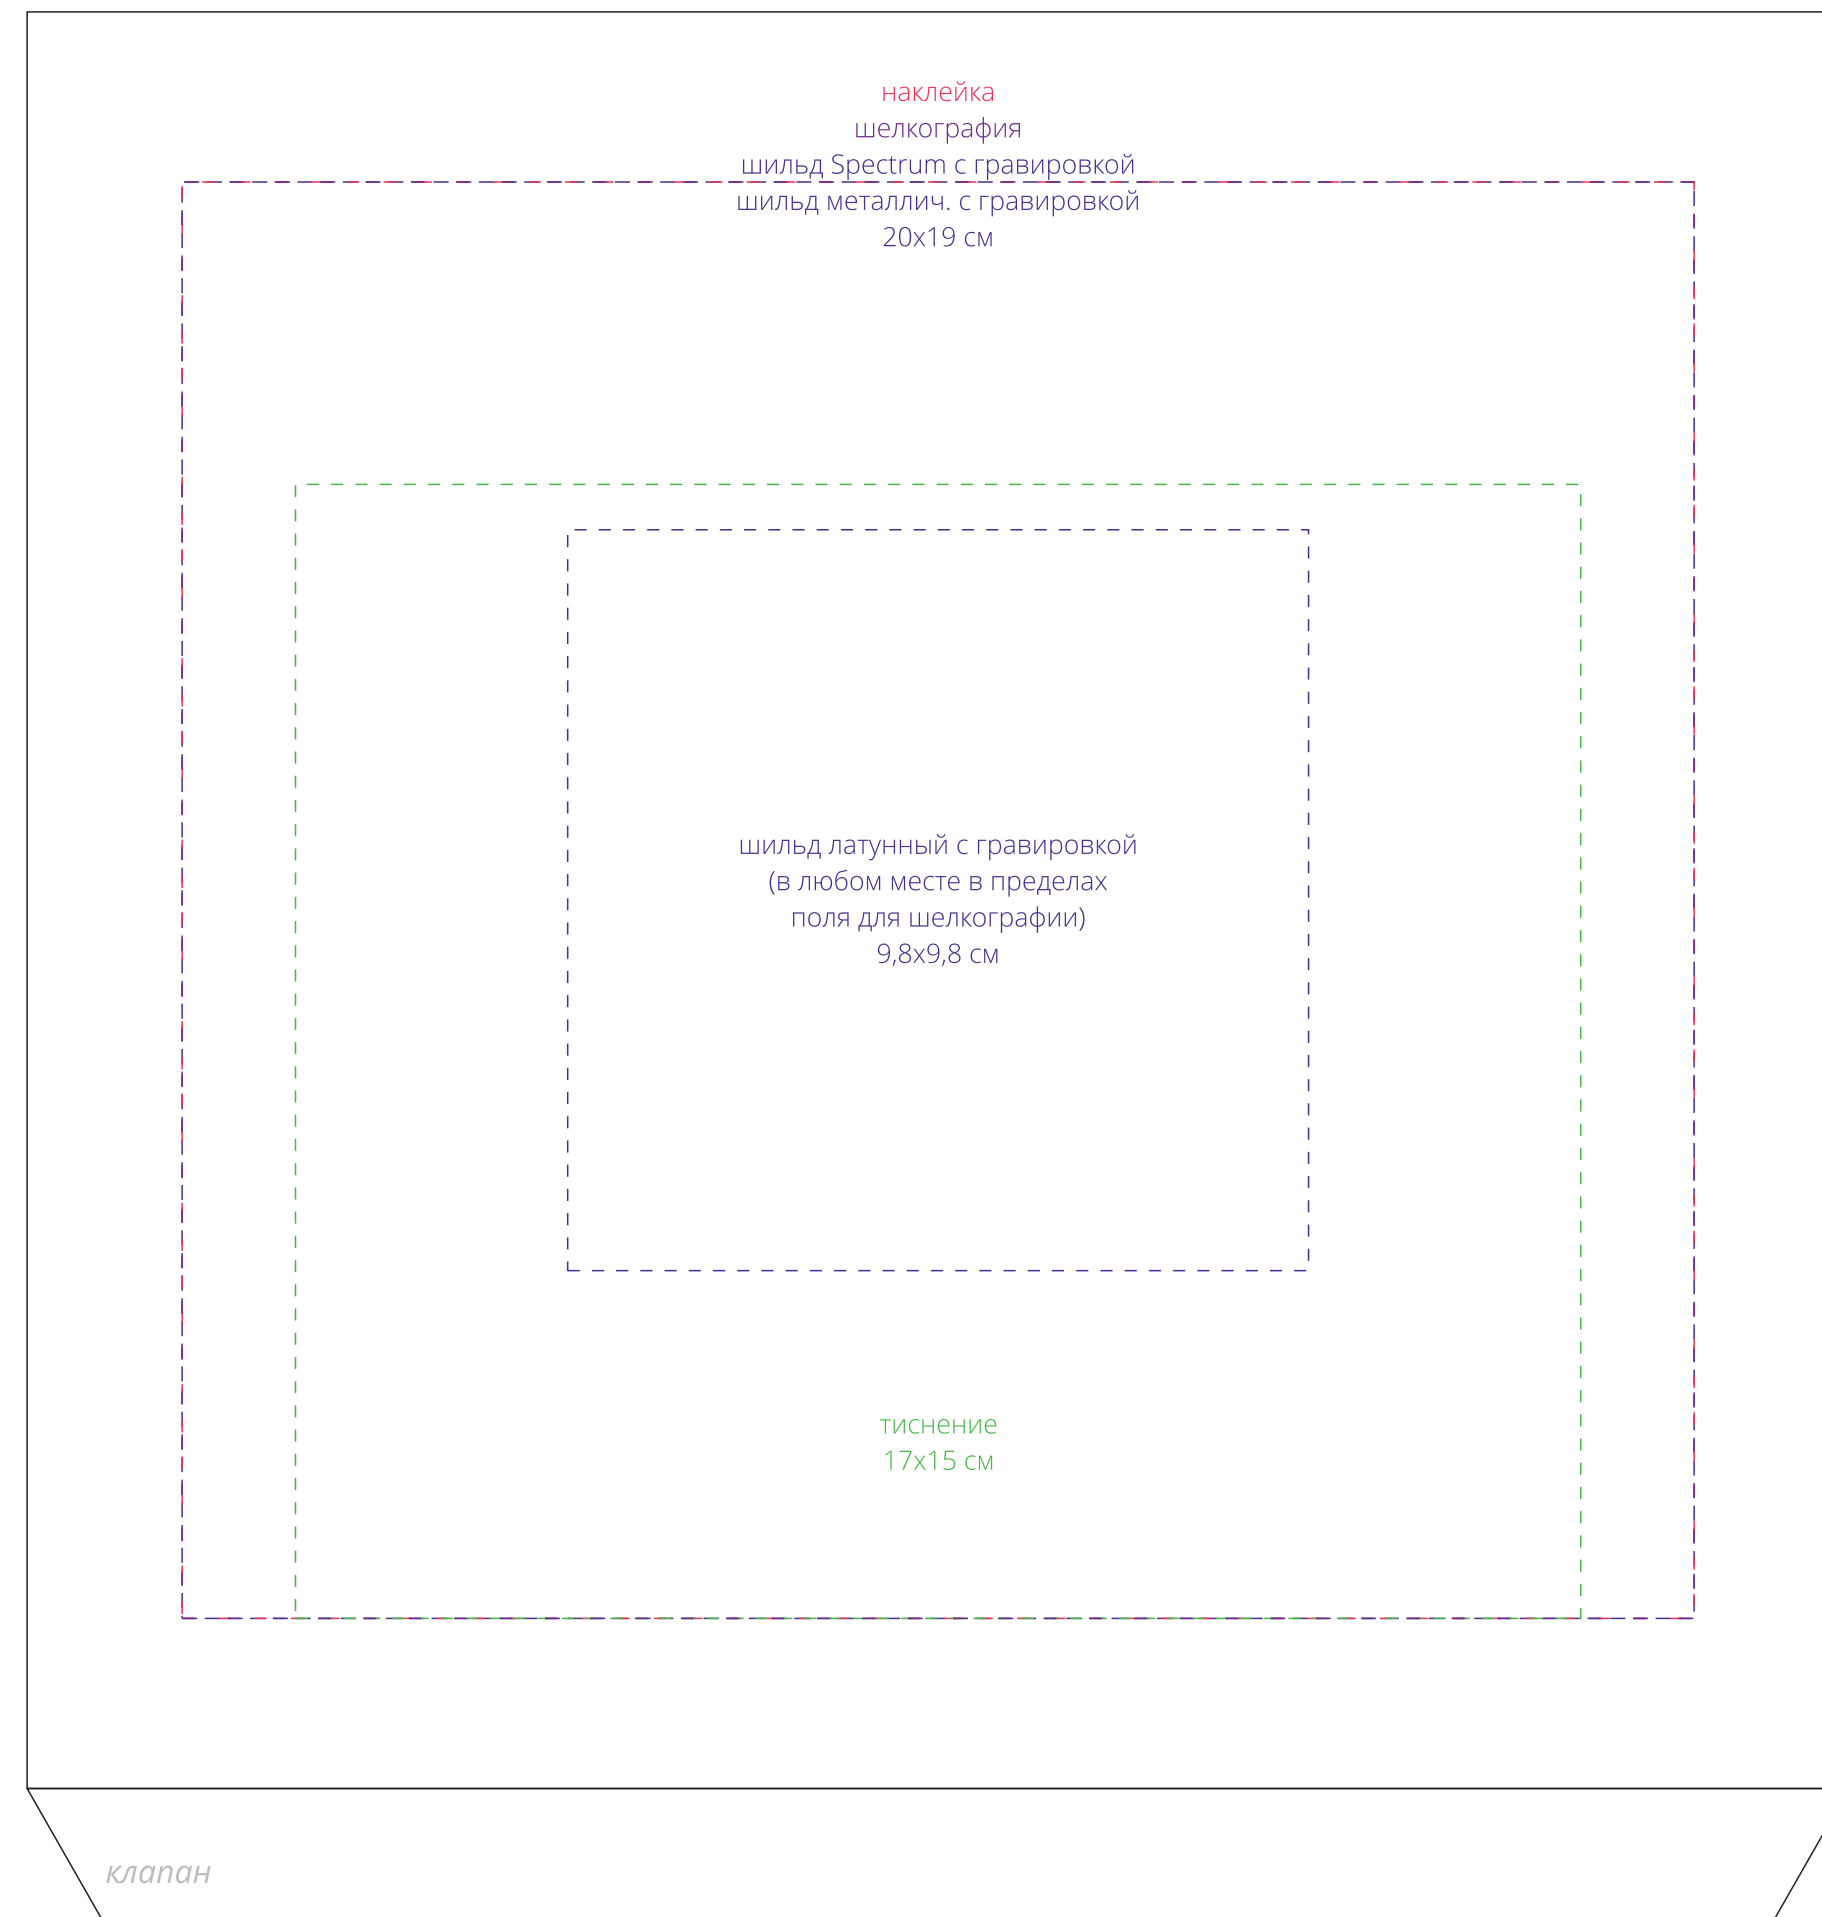 наклейка
шелкография
шильд Spectrum с гравировкой
шильд металлич. с гравировкой
20х19 см
шильд латунный с гравировкой
(в любом месте в пределах
поля для шелкографии)
9,8х9,8 см
тиснение
17х15 см
клапан